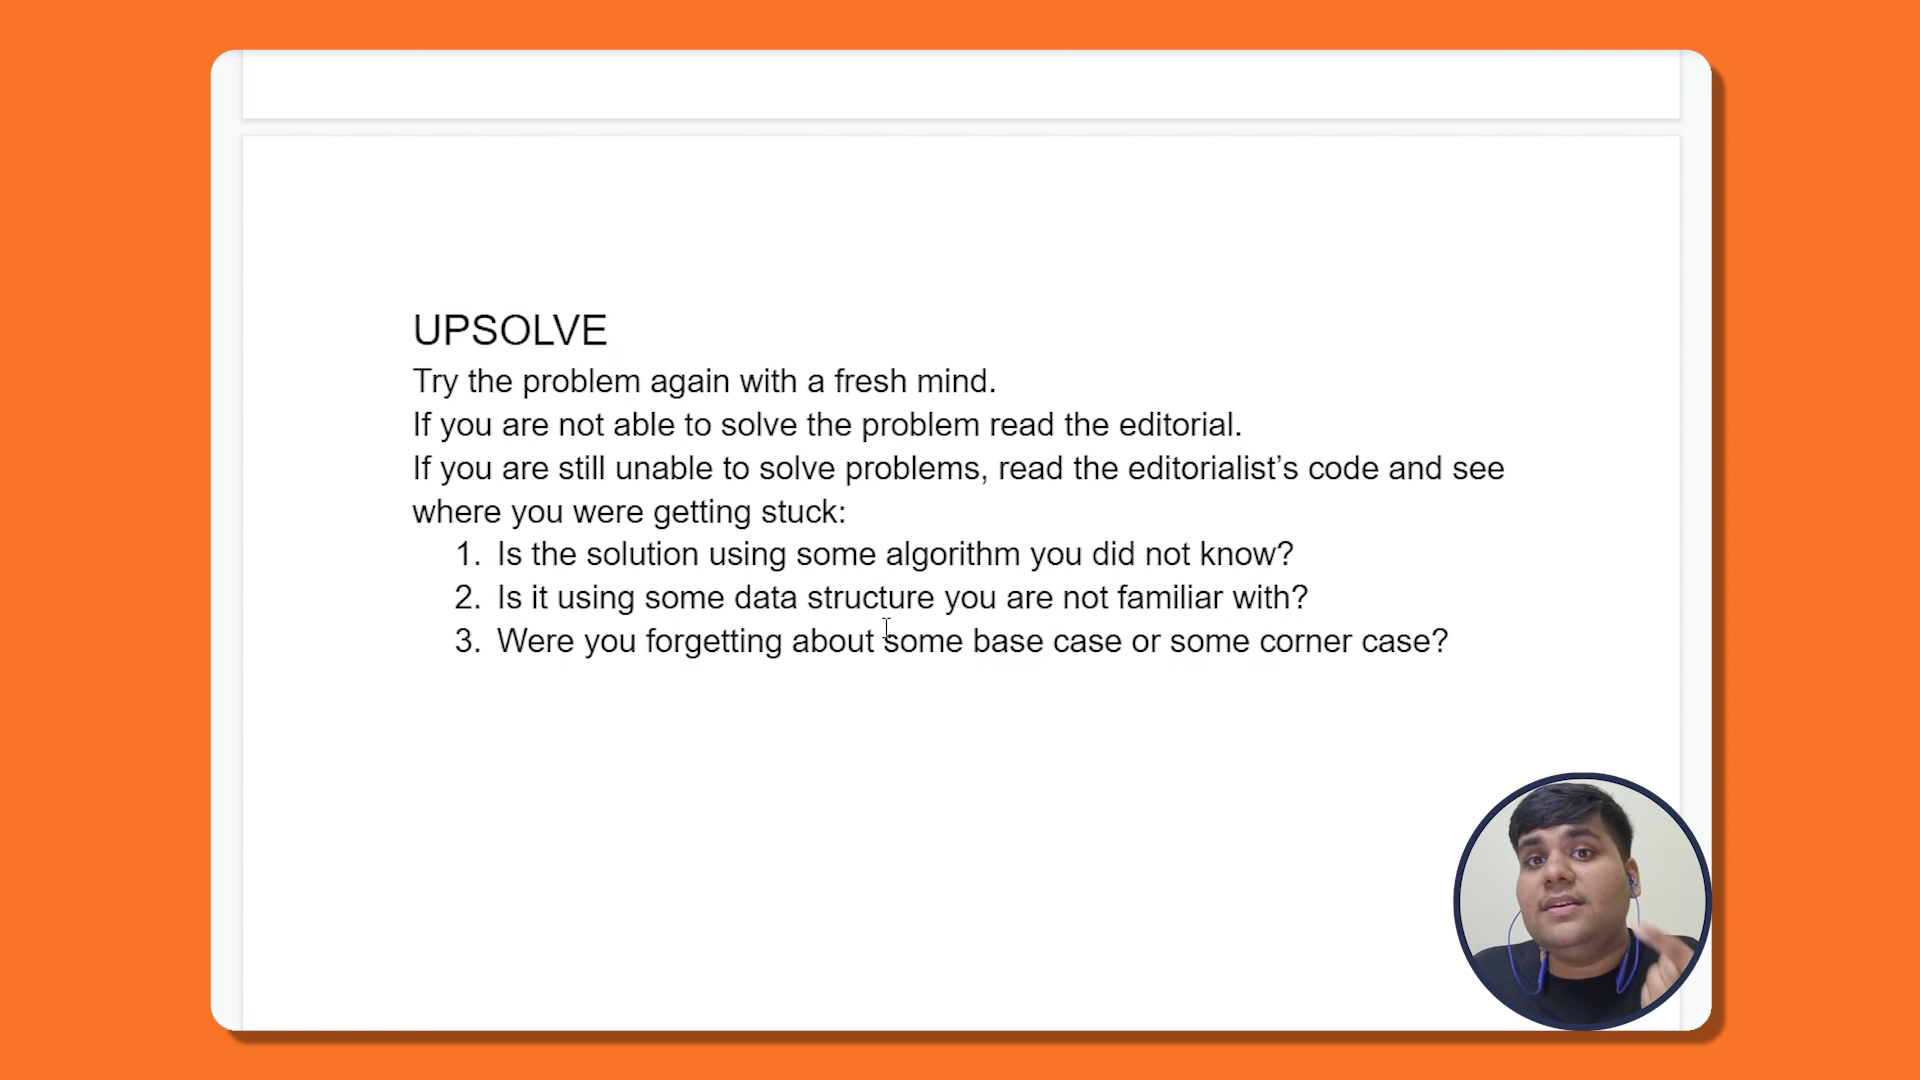 UPSOLVE
Try the problem again with a fresh mind.
If you are not able to solve the problem read the editorial.
If you are still unable to solve problems, read the editorialist’s code and see
where you were getting stuck:
1. Is the solution using some algorithm you did not know?
2. Is it using some data structure you are not familiar with?
3. Were you forgetting about some base case or some corner case?